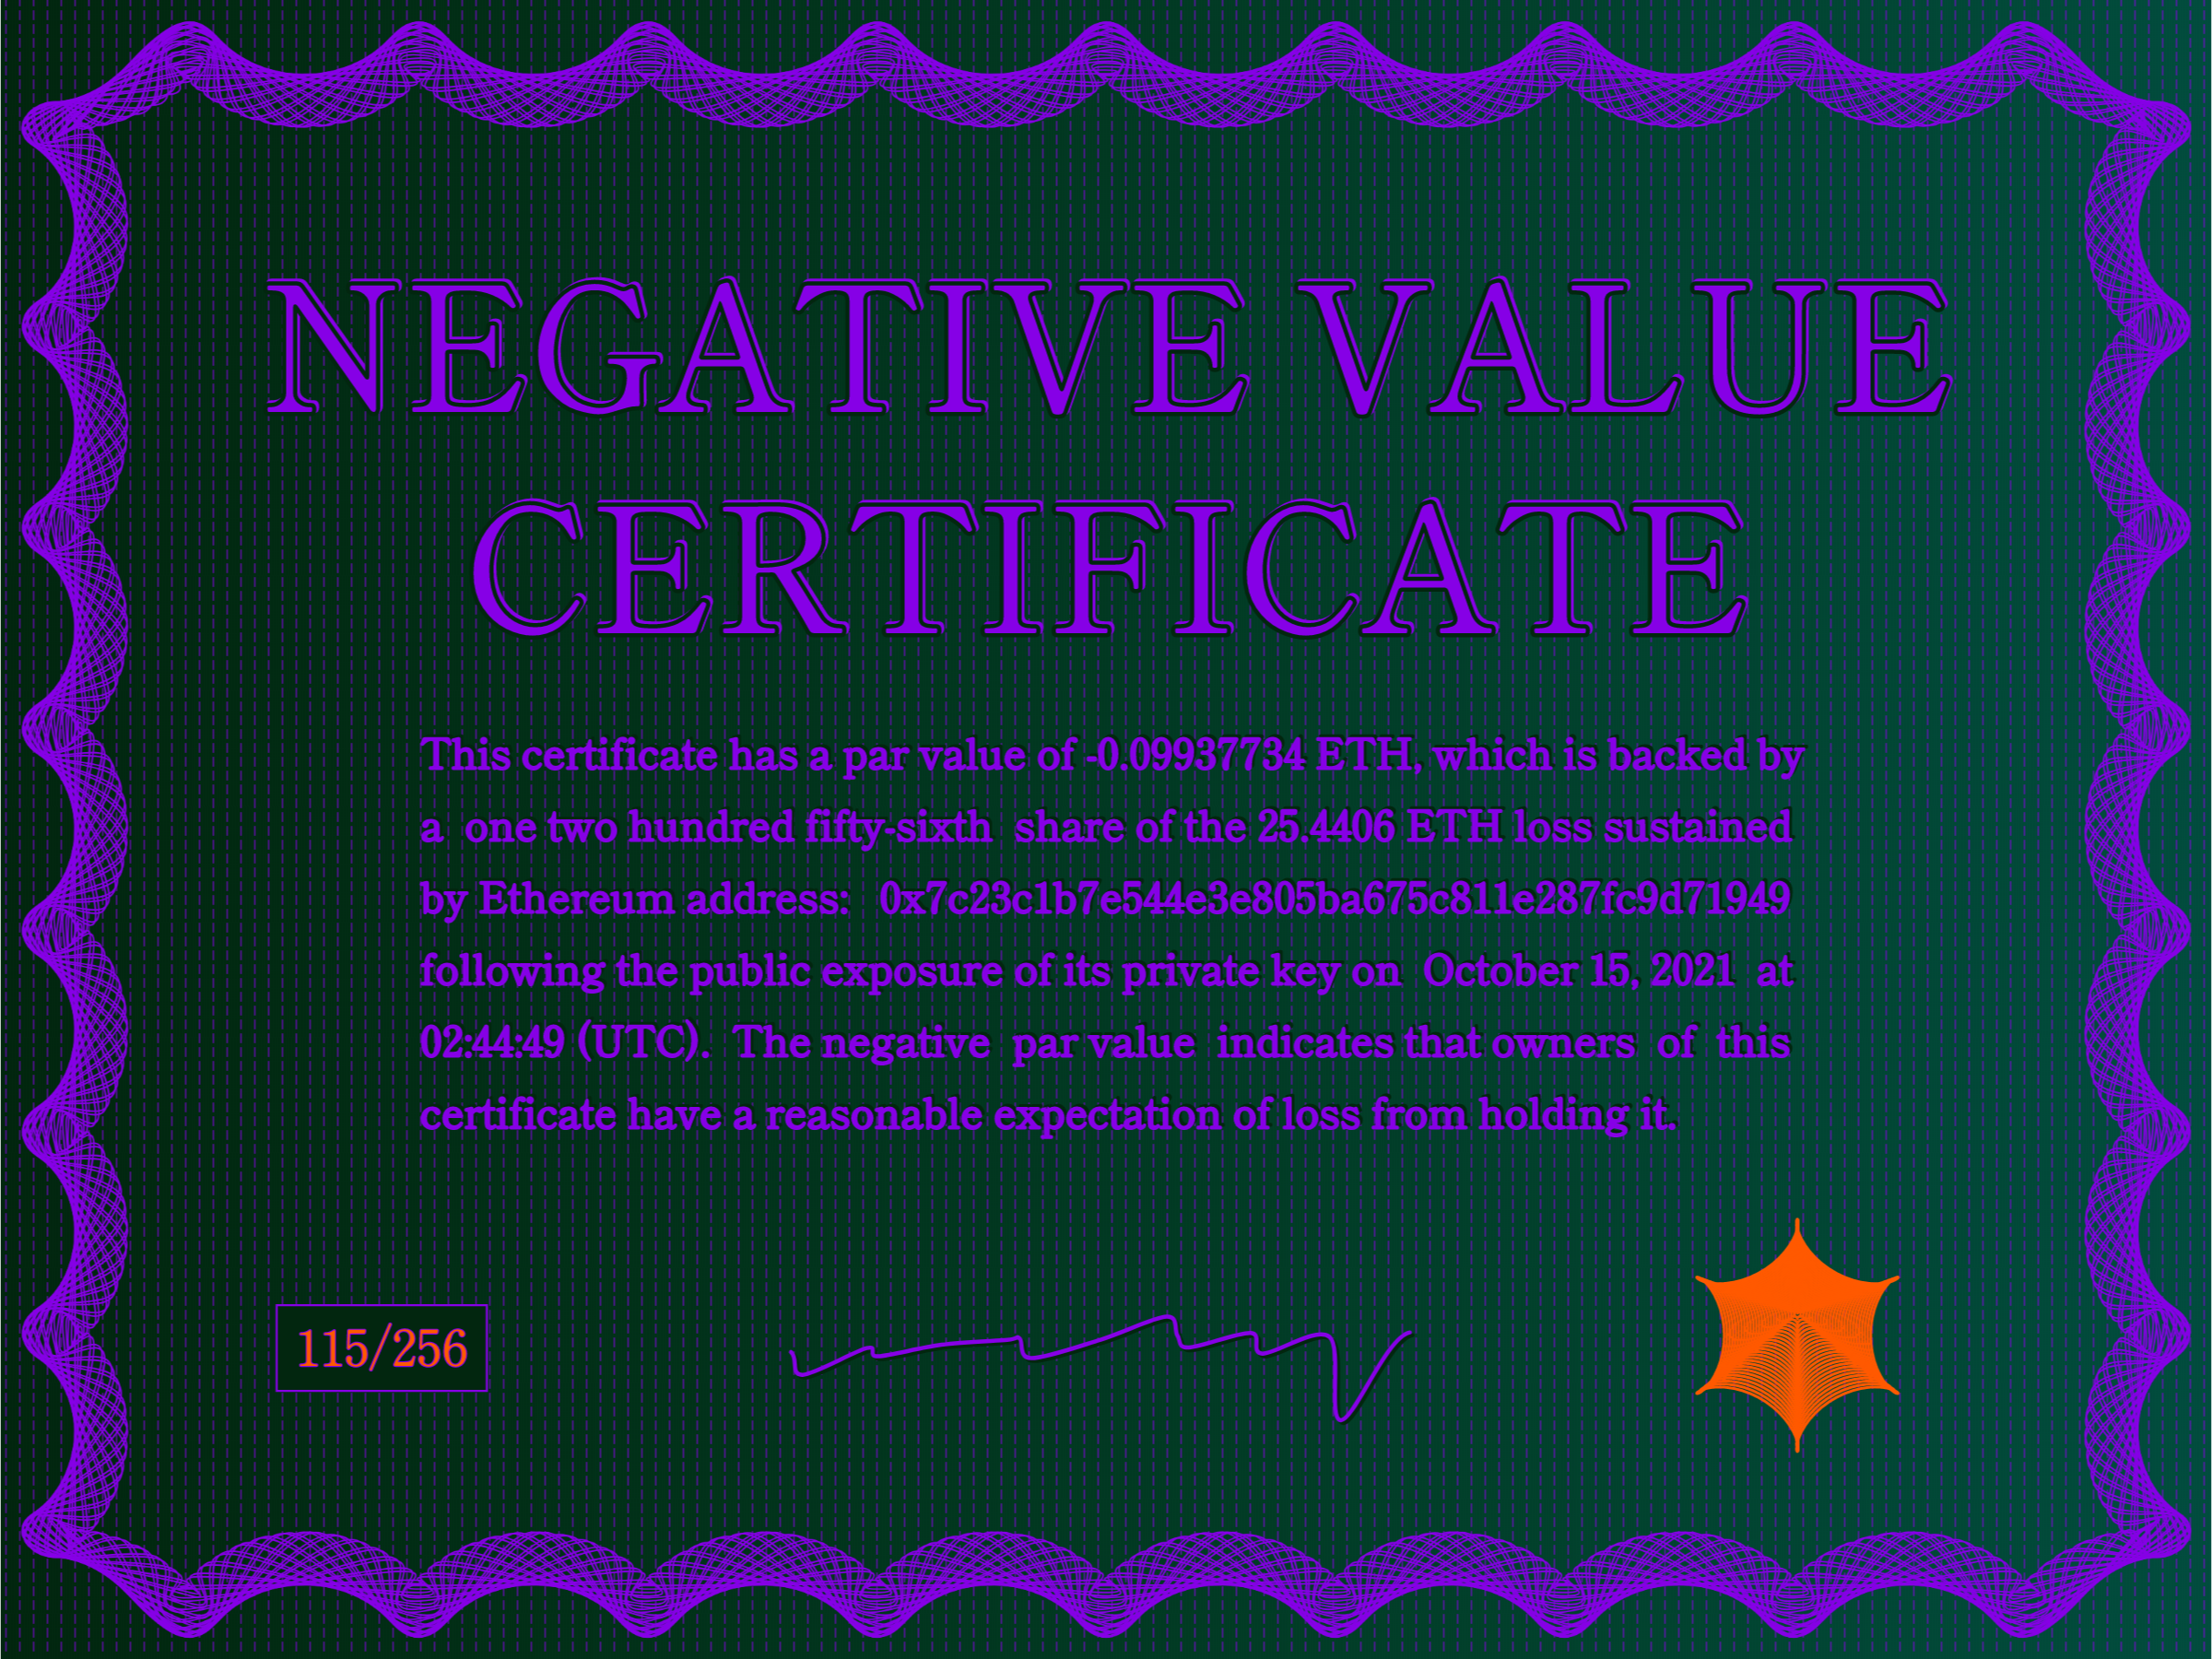 NEGATIVE VALUE
CERTIFICATE
This certificate has a par value of -0.09937734 ETH, which is backed by
a one two hundred fifty-sixth share of the 25.4406 ETH loss sustained
by Ethereum address: 0x7c23c1b7e544e3e805ba675c811e287fc9d71949
following the public exposure of its private key on October 15, 2021 at
02:44:49 (UTC). The negative par value indicates that owners of this
certificate have a reasonable expectation of loss from holding it.
115/256